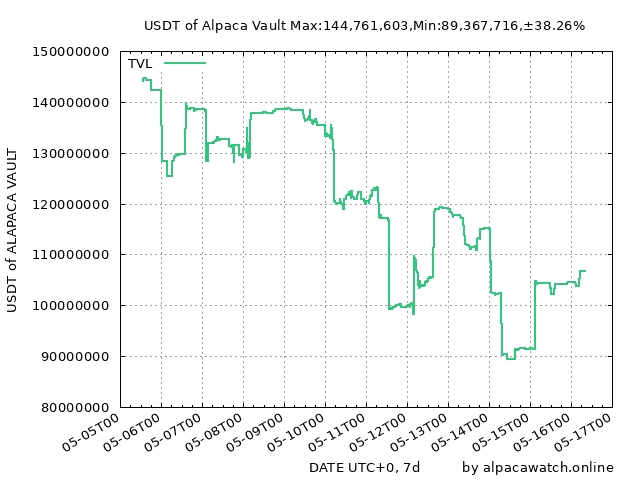 USDT of Alpaca Vault Max:144,761,603,Min:89,367,716,±38.26%
TVL
150000000
140000000
130000000
120000000
110000000
100000000
90000000
80000000
USDT of ALAPACA VAULT
05-05T00
05-06T00
05-07T00
05-08T00
05-09T00
05-10T00
05-11T00
05-12T00
05-13T00
05-14T00
05-15T00
05-16T00
05-17T00
DATE UTC+0, 7d
by alpacawatch.online